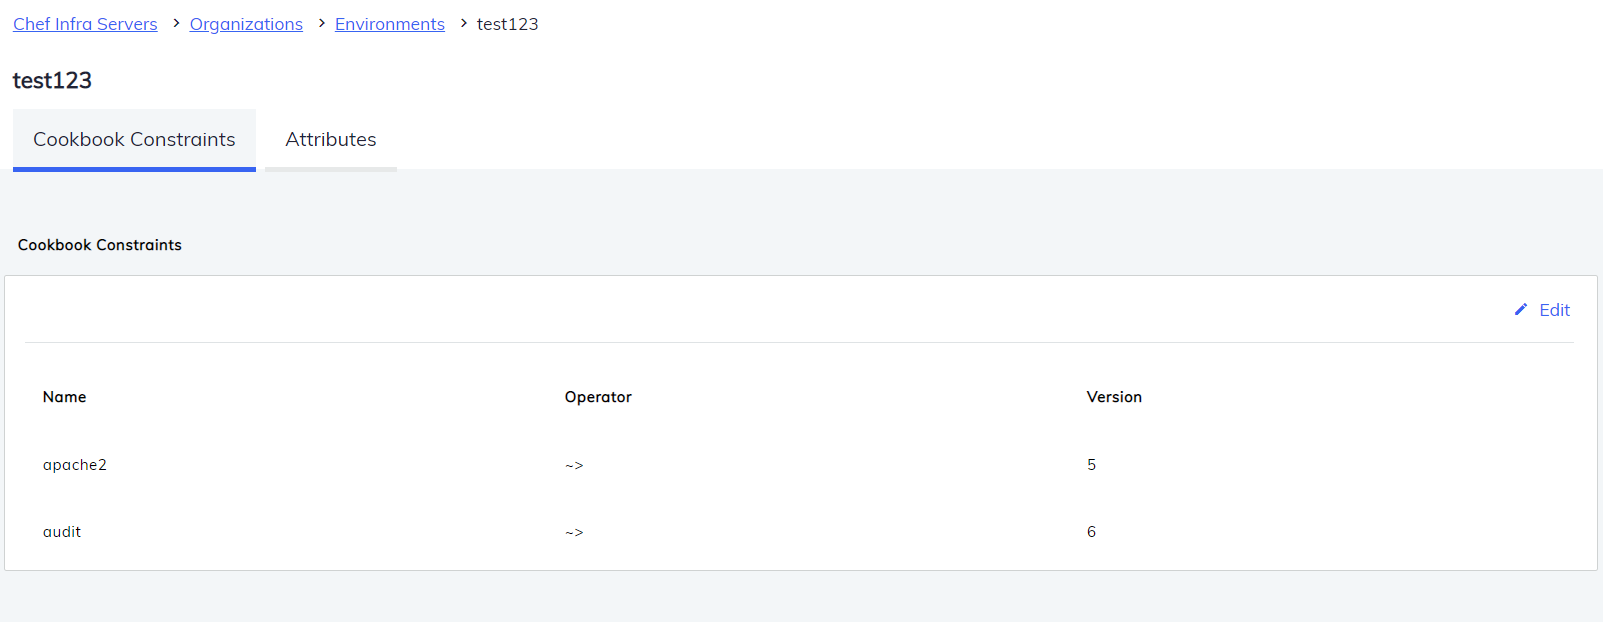 Chef Infra Servers > Organizations > Environments > test123
test123
Cookbook Constraints Attributes
Cookbook Constraints
Edit
Name Operator Version
apache2 ~> 5
audit ~> 6